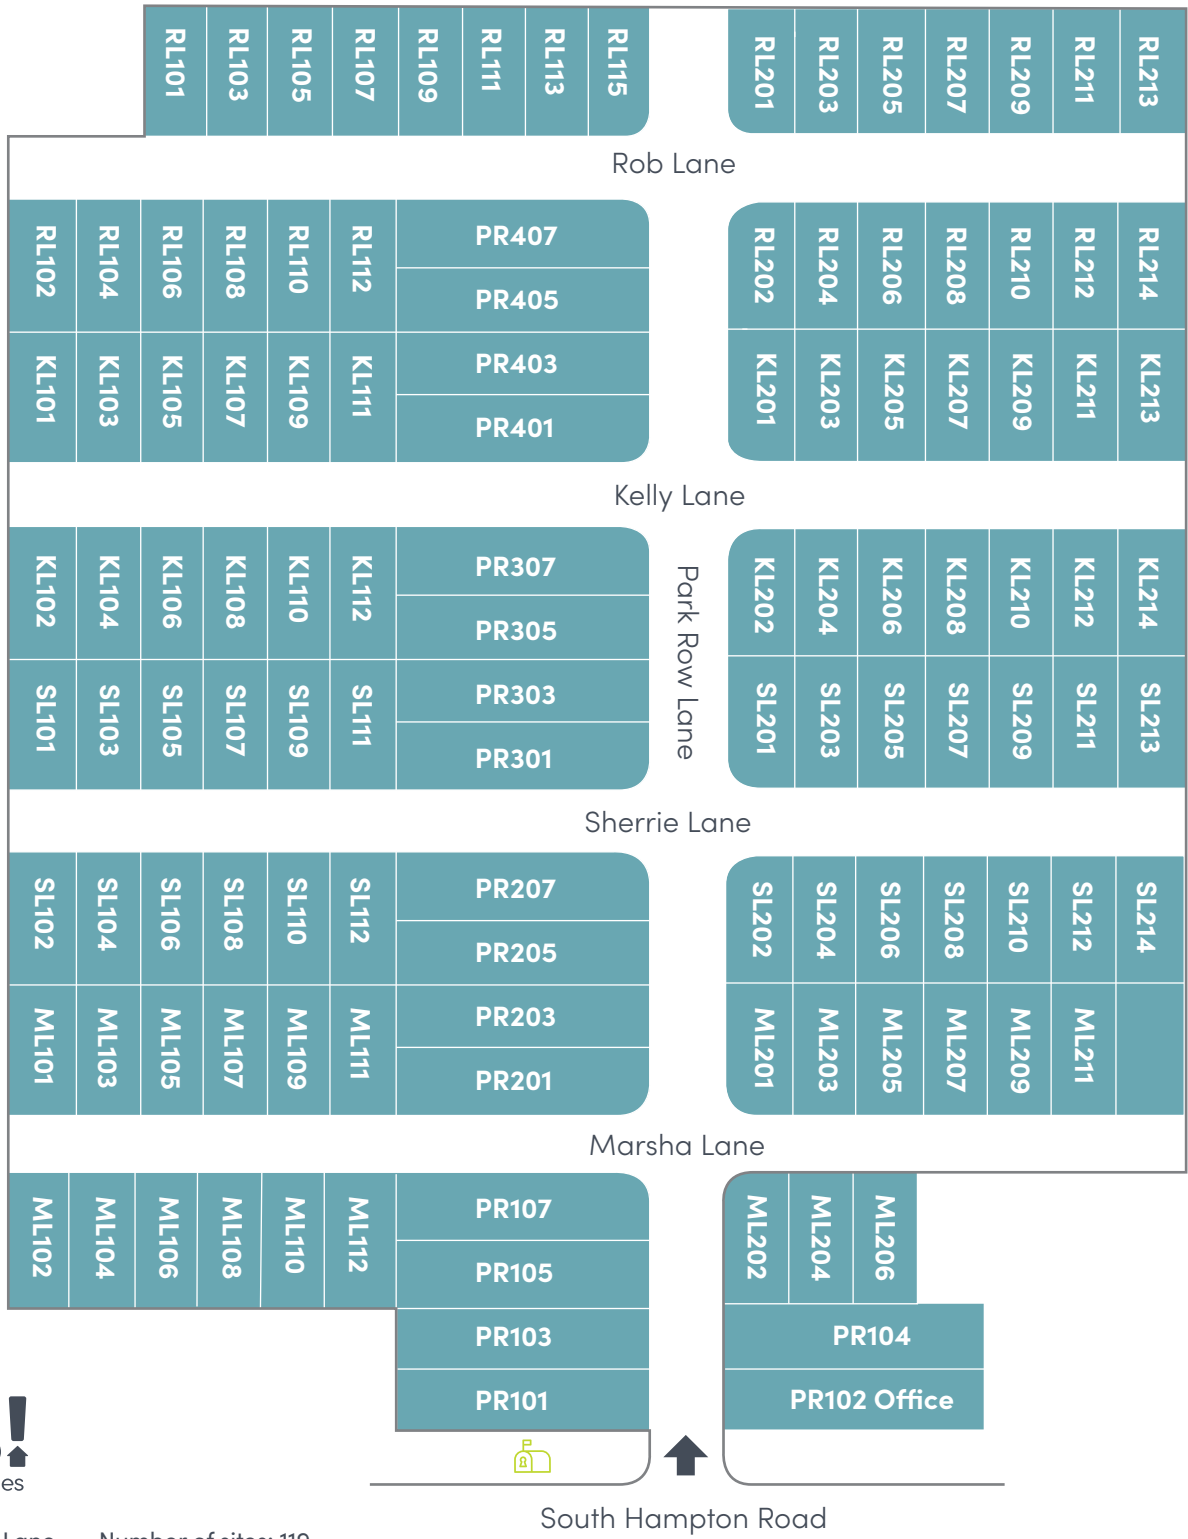 RL101 RL103 RL105 RL107 RL109 RL111 RL113 RL115 RL201 RL203 RL205 RL207 RL209 RL211 RL213
Rob Lane
RL102 RL104 RL106 RL108 RL110 RL112 PR407 RL202 RL204 RL206 RL208 RL210 RL212 RL214
PR405
KL101 KL103 KL105 KL107 KL109 KL111 PR403 KL201 KL203 KL205 KL207 KL209 KL211 KL213
PR401
Kelly Lane
KL102 KL104 KL106 KL108 KL110 KL112 PR307 KL202 KL204 KL206 KL208 KL210 KL212 KL214
PR305
Park Row Lane
SL101 SL103 SL105 SL107 SL109 SL111 PR303 SL201 SL203 SL205 SL207 SL209 SL211 SL213
PR301
Sherrie Lane
SL102 SL104 SL106 SL108 SL110 SL112 PR207 SL202 SL204 SL206 SL208 SL210 SL212 SL214
PR205
ML101 ML103 ML105 ML107 ML109 ML111 PR203 ML201 ML203 ML205 ML207 ML209 ML211
PR201
Marsha Lane
ML102 ML104 ML106 ML108 ML110 ML112 PR107 ML202 ML204 ML206
PR105
PR103 PR104
PR101 PR102 Office
es
South Hampton Road
Lane Number of sites: 119